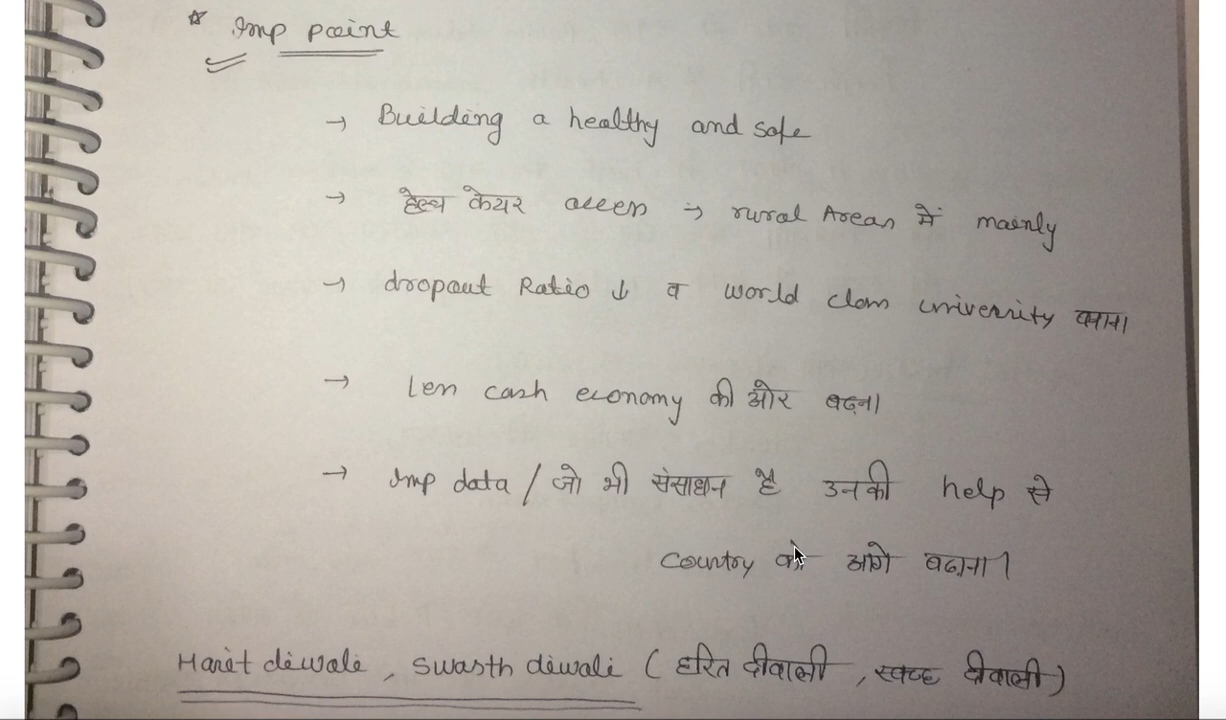 ☆ Imp point
→ Building a healthy and safe
→ हेल्थ केयर access → rural Areas में mainly
→ dropout Ratio ↓ व world class university बनाना
→ less cash economy की ओर बढ़ना
→ Imp data / जो भी संसाधन है उनकी help से
country को आगे बढाना।
Harit diwali, Swasth diwali (हरित दीवाली, स्वच्छ दीवाली)